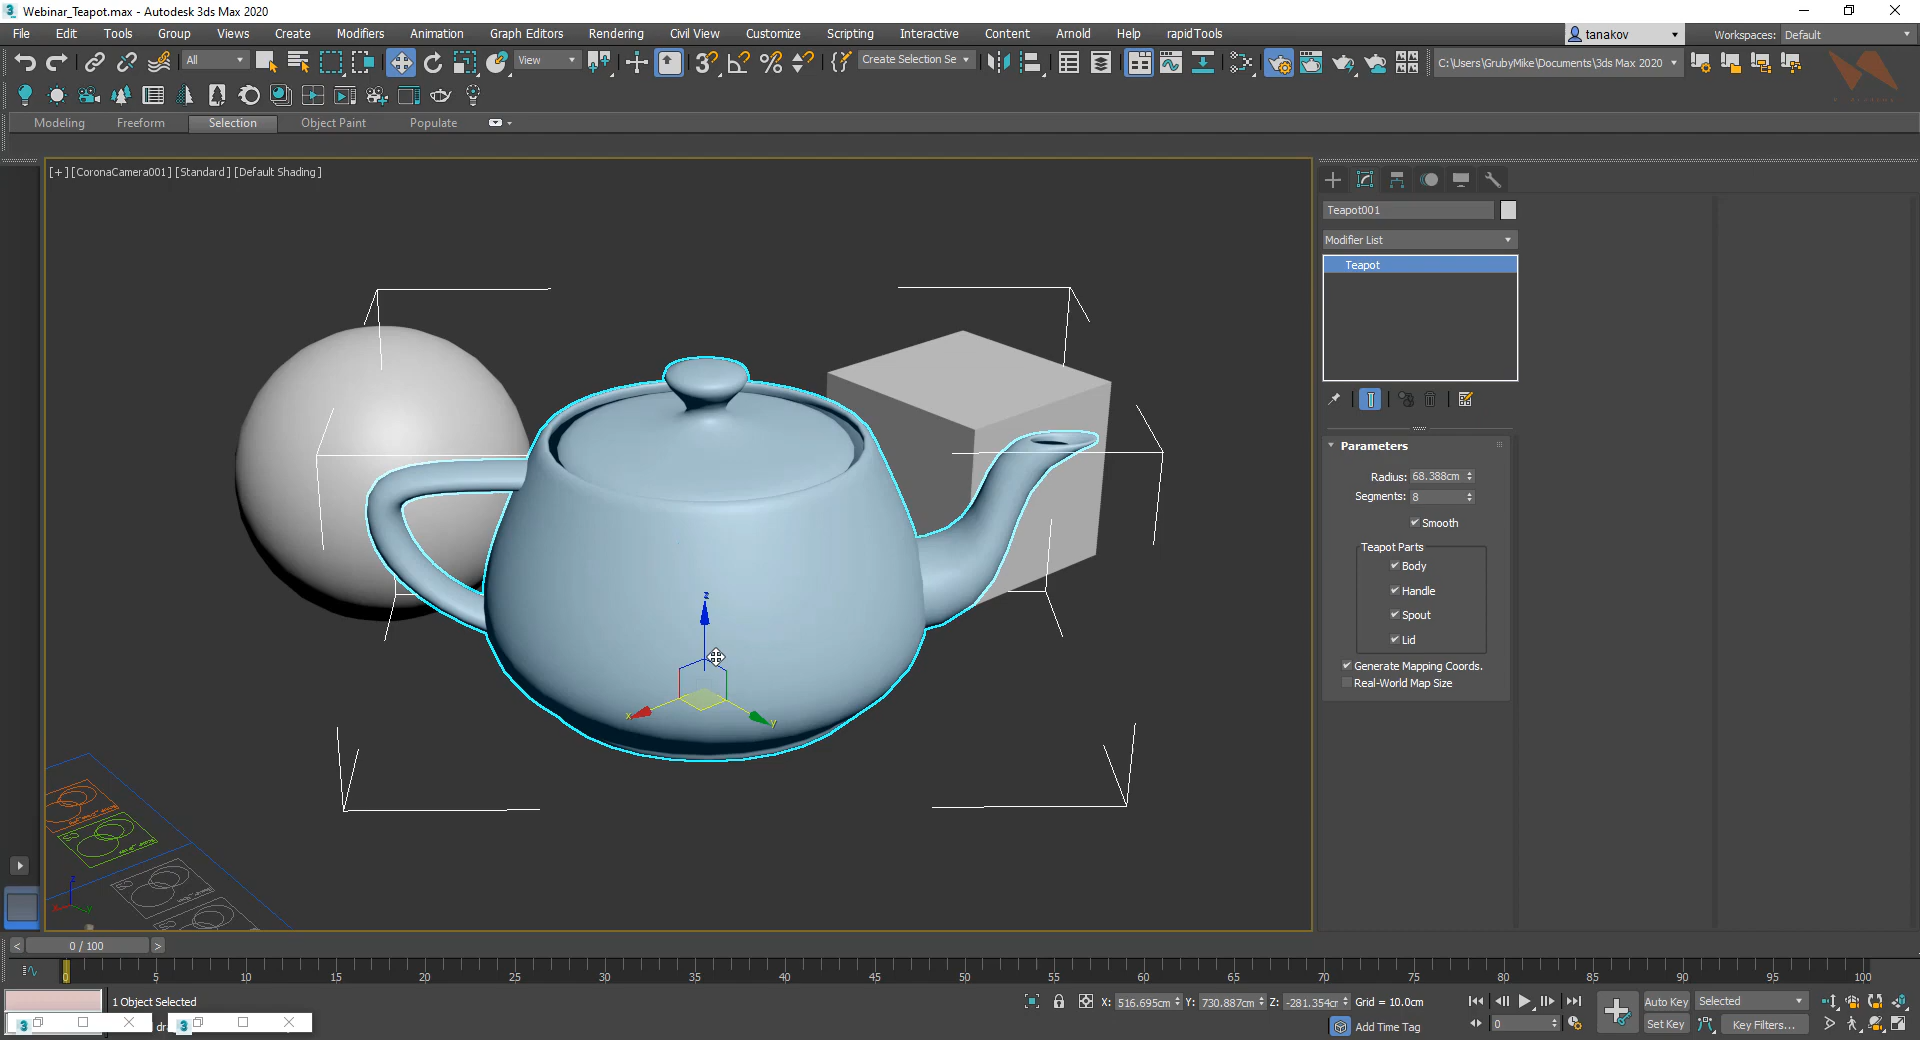 Webinar_Teapot.max - Autodesk 3ds Max 2020
File Edit Tools Group Views Create Modifiers Animation Graph Editors Rendering Civil View Customize Scripting Interactive Content Arnold Help rapidTools
tanakov
Workspaces: Default
All
View
Create Selection Se
C:\Users\GrubyMike\Documents\3ds Max 2020
Modeling Freeform Selection Object Paint Populate
[+] [CoronaCamera001] [Standard] [Default Shading]
Teapot001
Modifier List
Teapot
Parameters
Radius: 68.388cm
Segments: 8
Smooth
Teapot Parts
Body
Handle
Spout
Lid
Generate Mapping Coords.
Real-World Map Size
z
x
y
z
x
y
< 0 / 100 >
0 5 10 15 20 25 30 35 40 45 50 55 60 65 70 75 80 85 90 95 100
1 Object Selected
X: 516.695cm Y: 730.887cm Z: -281.354cm Grid = 10.0cm
Auto Key Selected
Add Time Tag
0
Set Key Key Filters...